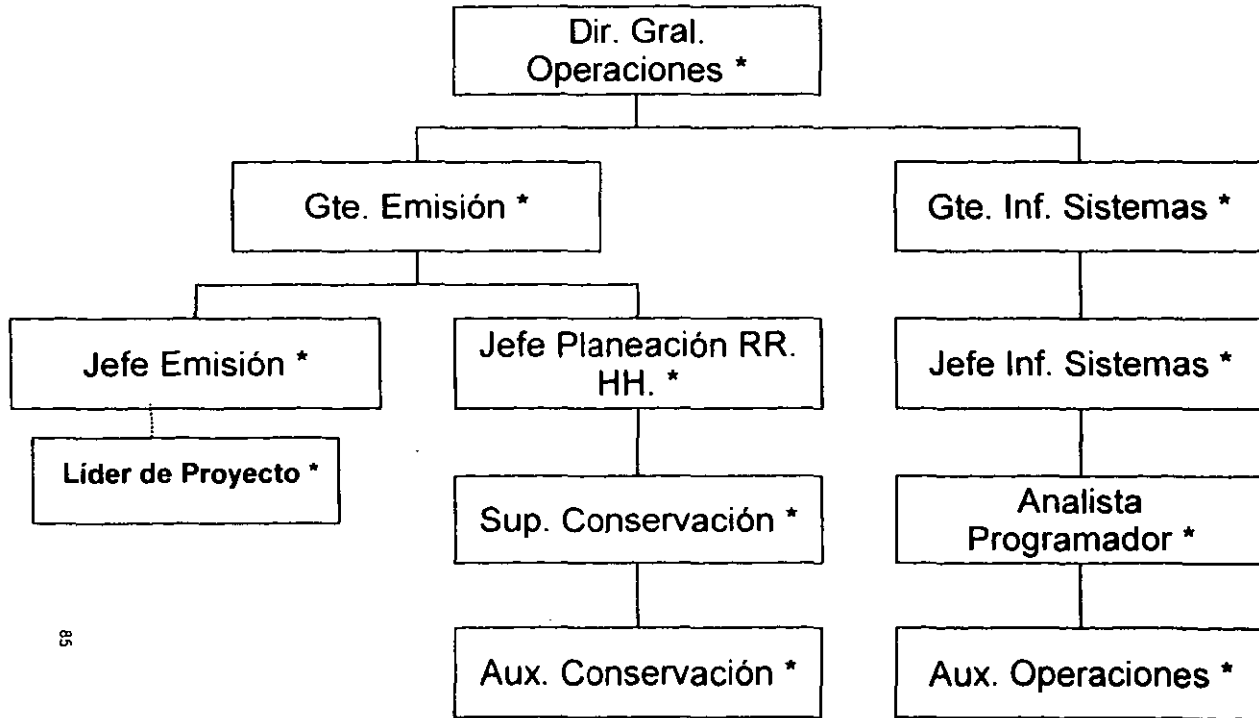 Dir. Gral.
Operaciones *
Gte. Emisión *
Gte. Inf. Sistemas *
Jefe Emisión *
Jefe Planeación RR.
HH. *
Jefe Inf. Sistemas *
Líder de Proyecto *
Sup. Conservación *
Analista
Programador *
Aux. Conservación *
Aux. Operaciones *
85